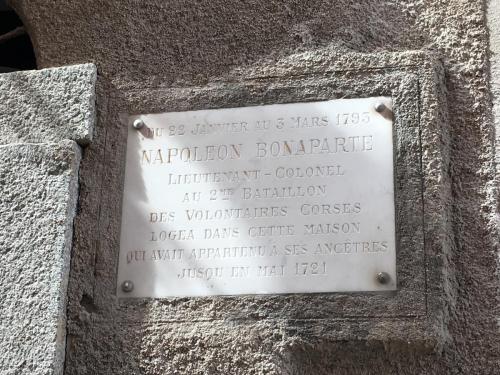 DU 22 JANVIER AU 3 MARS 1793
NAPOLEON BONAPARTE
LIEUTENANT-COLONEL
AU 2ME BATAILLON
DES VOLONTAIRES CORSES
LOGEA DANS CETTE MAISON
QUI AVAIT APPARTENU A SES ANCÊTRES
JUSQU'EN MAI 1721